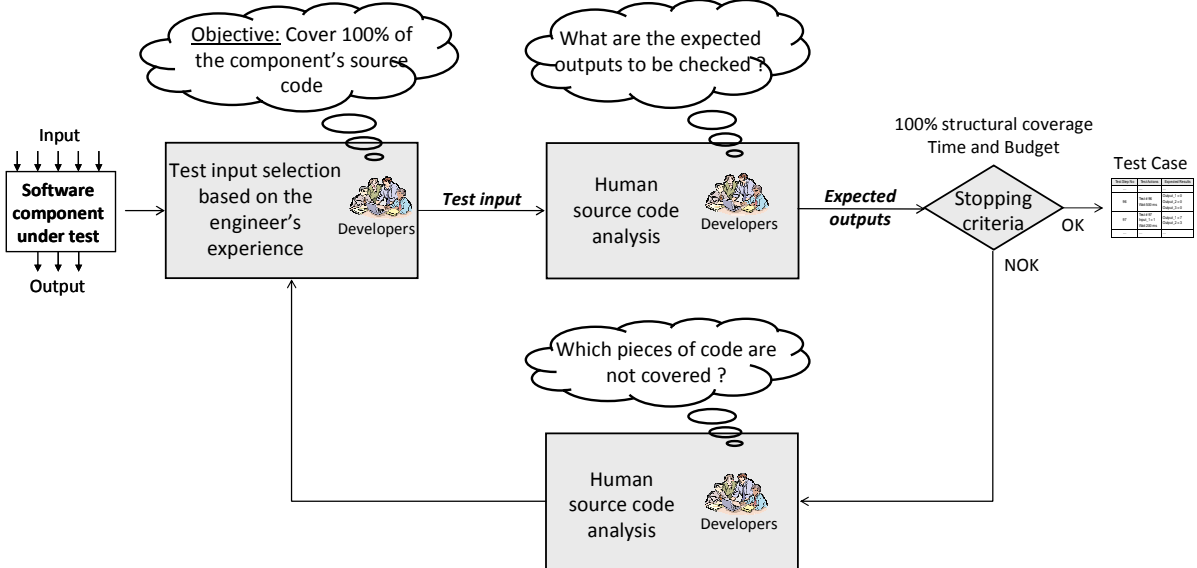 Objective: Cover 100% of
the component's source
code
What are the expected
outputs to be checked ?
Input
Software
component
under test
Output
Test input selection
based on the
engineer's
experience
Developers
Test input
Human
source code
analysis
Developers
Expected
outputs
100% structural coverage
Time and Budget
Stopping
criteria
OK
NOK
Test Case
Which pieces of code are
not covered ?
Human
source code
analysis
Developers